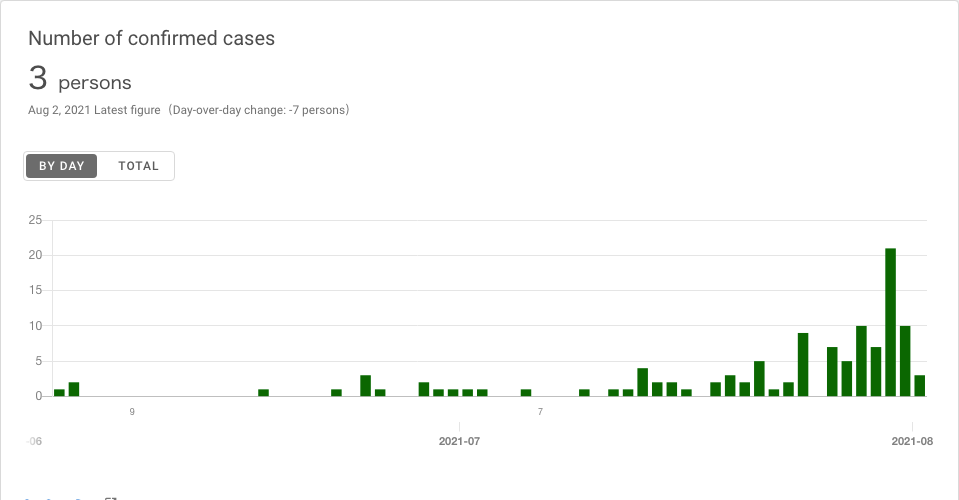 Number of confirmed cases
3 persons
Aug 2, 2021 Latest figure（Day-over-day change: -7 persons）
BY DAY TOTAL
25
20
15
10
5
0
9 7
-06 2021-07 2021-08